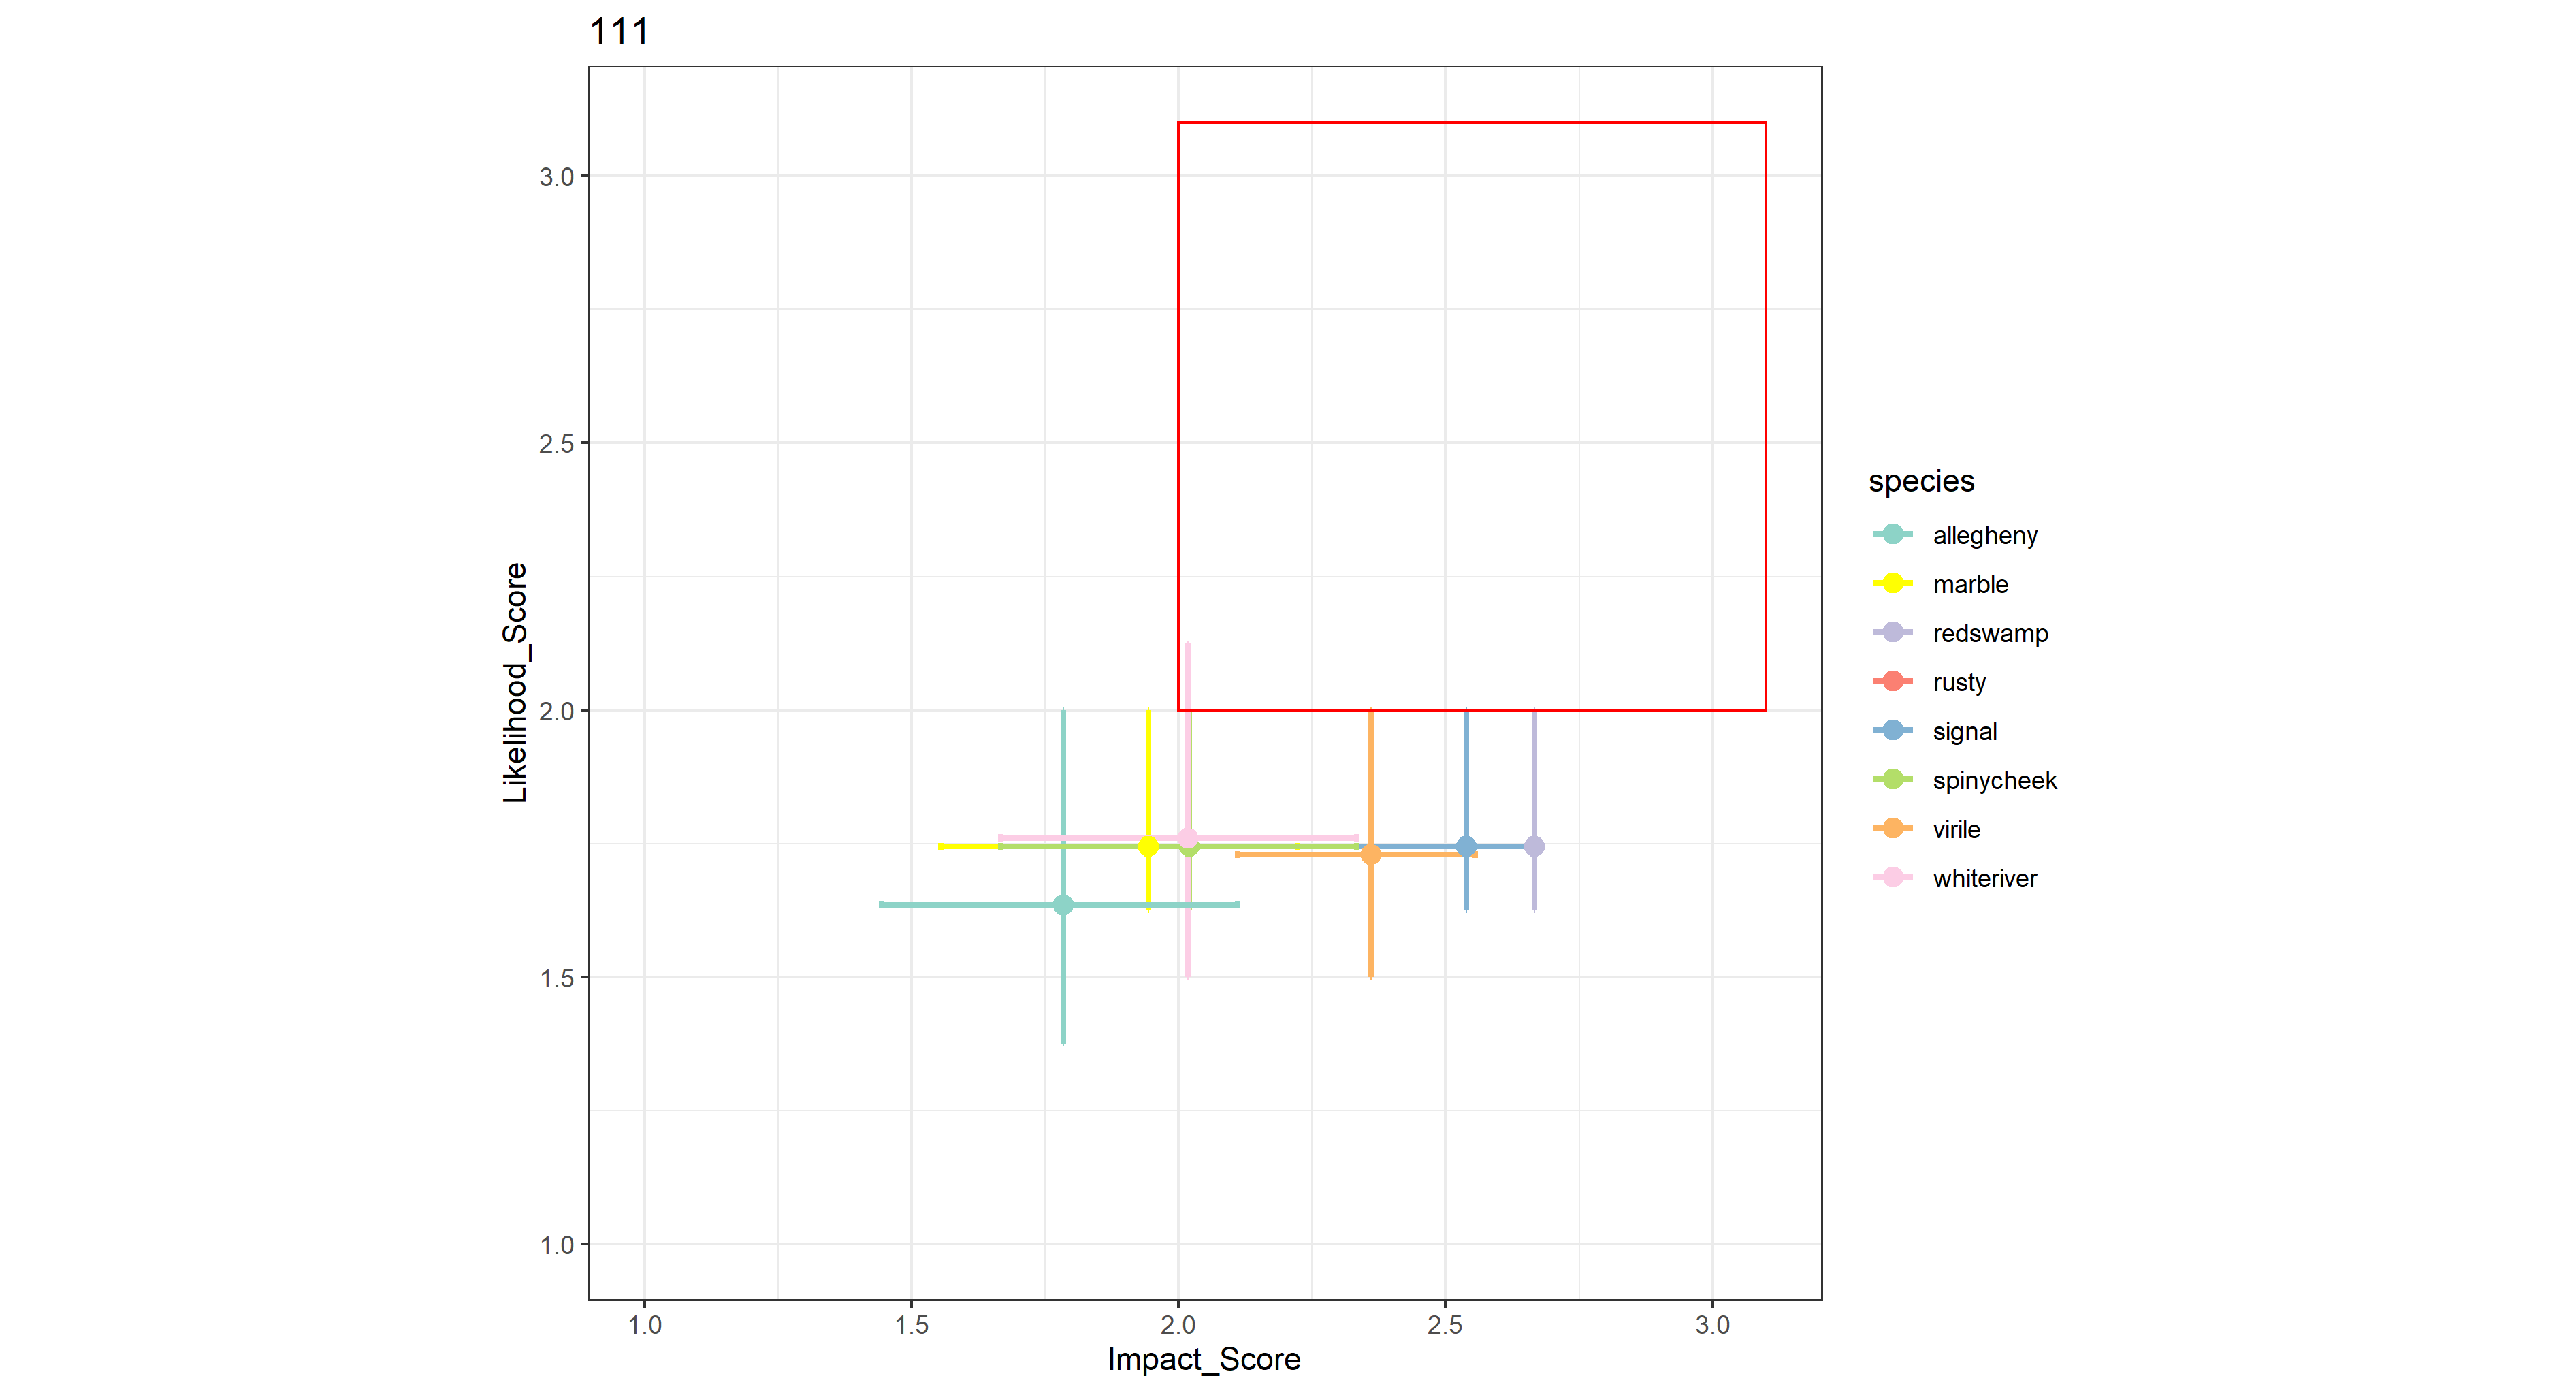 111
Likelihood_Score
3.0
2.5
2.0
1.5
1.0
1.0 1.5 2.0 2.5 3.0
Impact_Score
species
allegheny
marble
redswamp
rusty
signal
spinycheek
virile
whiteriver